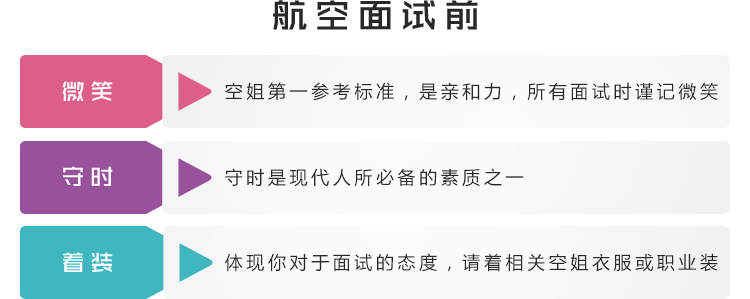 航空面试前
微笑
空姐第一参考标准，是亲和力，所有面试时谨记微笑
守时
守时是现代人所必备的素质之一
着装
体现你对于面试的态度，请着相关空姐衣服或职业装